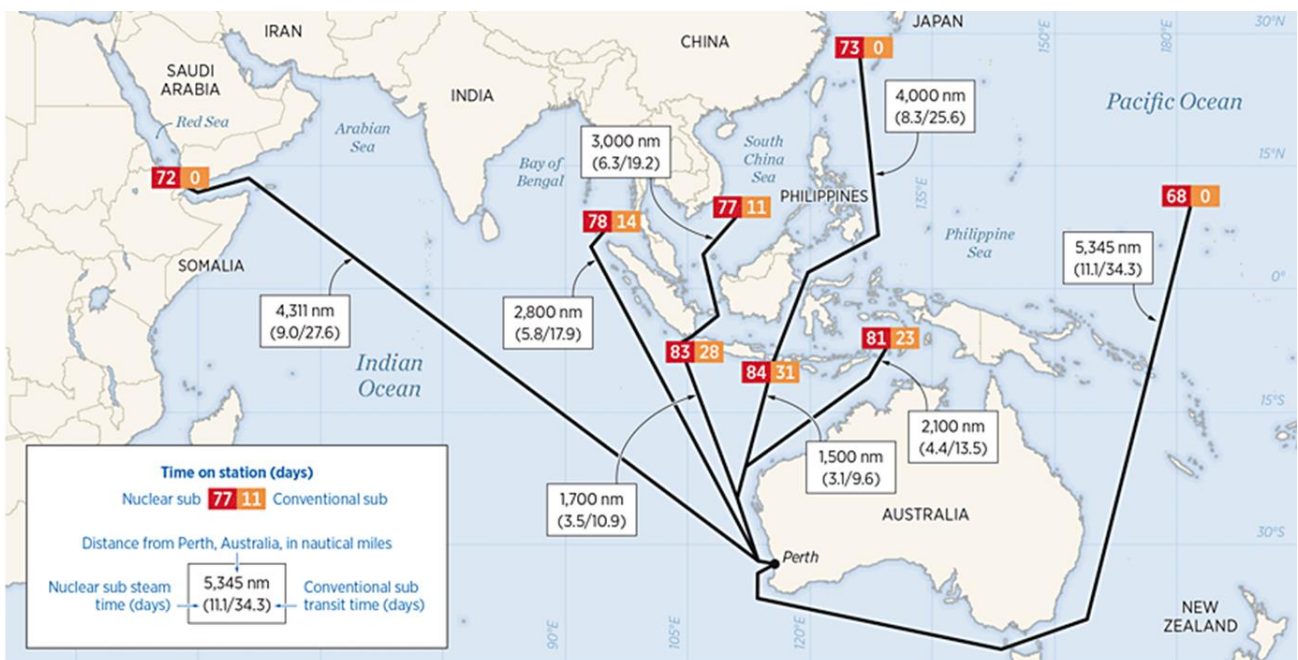 IRAN
SAUDI
ARABIA
Red Sea
Arabian
Sea
INDIA
CHINA
JAPAN
150°E
180°E
30°N
73 0
4,000 nm
(8.3/25.6)
Pacific Ocean
3,000 nm
(6.3/19.2)
South
China
Sea
Bay of
Bengal
15°N
72 0
78 14
77 11
PHILIPPINES
135°E
68 0
Philippine
Sea
5,345 nm
(11.1/34.3)
SOMALIA
0°
4,311 nm
(9.0/27.6)
2,800 nm
(5.8/17.9)
Indian
Ocean
83 28
84 31
81 23
15°S
2,100 nm
(4.4/13.5)
1,500 nm
(3.1/9.6)
1,700 nm
(3.5/10.9)
AUSTRALIA
30°S
Perth
90°E
105°E
120°E
NEW
ZEALAND
Time on station (days)
Nuclear sub 77 11 Conventional sub
Distance from Perth, Australia, in nautical miles
Nuclear sub steam
time (days)
5,345 nm
(11.1/34.3)
Conventional sub
transit time (days)